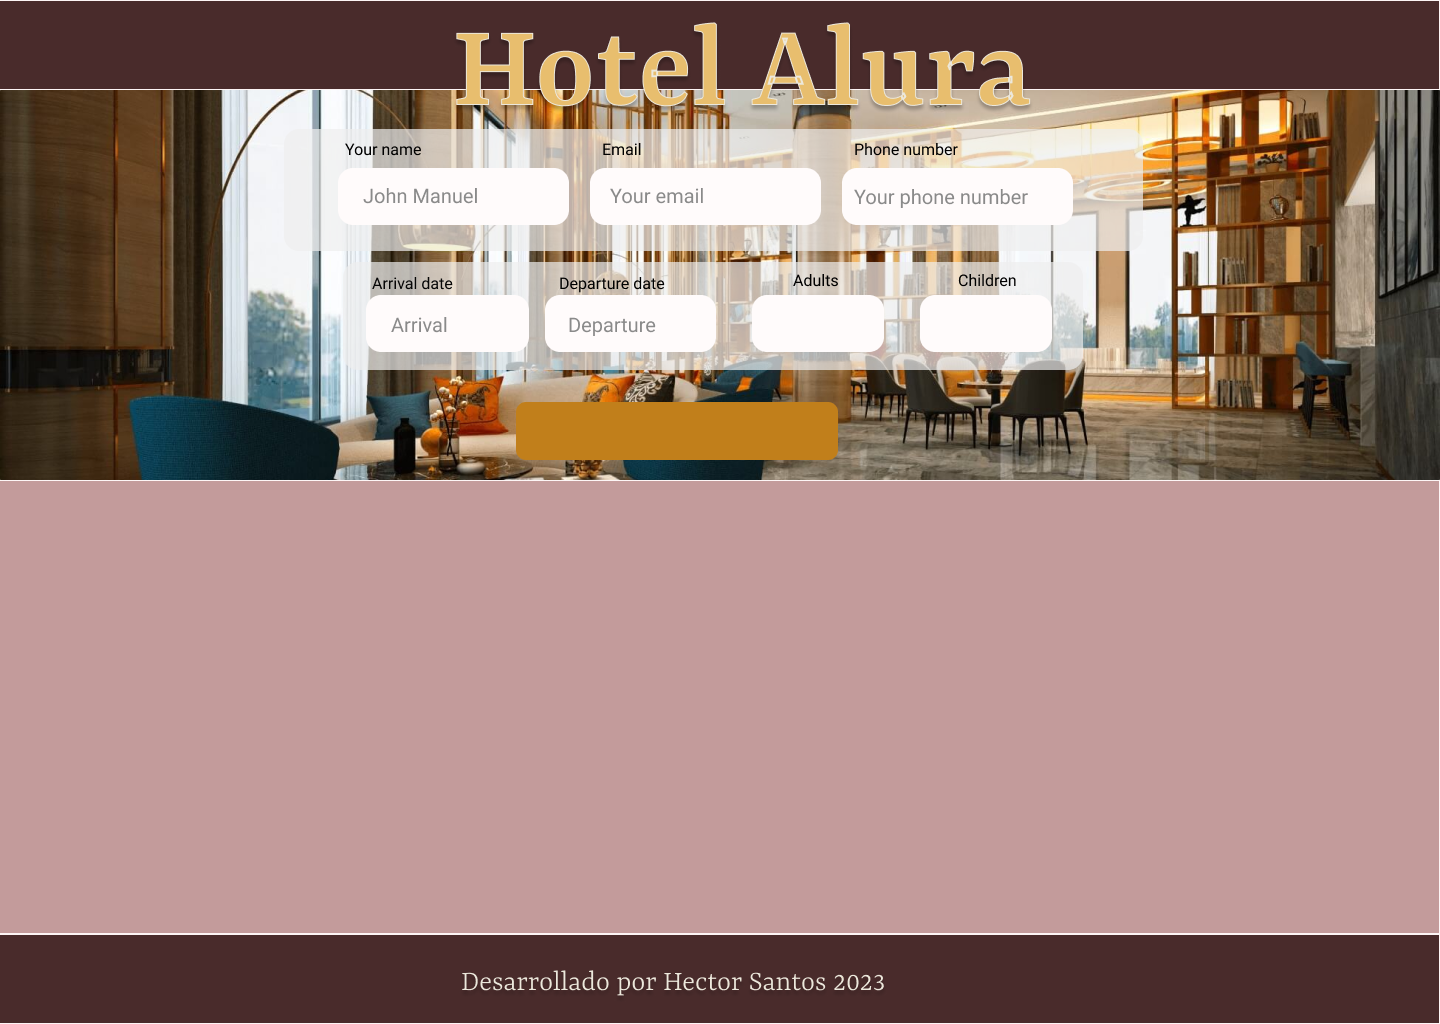 Hotel Alura
Your name
Email
Phone number
John Manuel
Your email
Your phone number
Arrival date
Departure date
Adults
Children
Arrival
Departure
Desarrollado por Hector Santos 2023